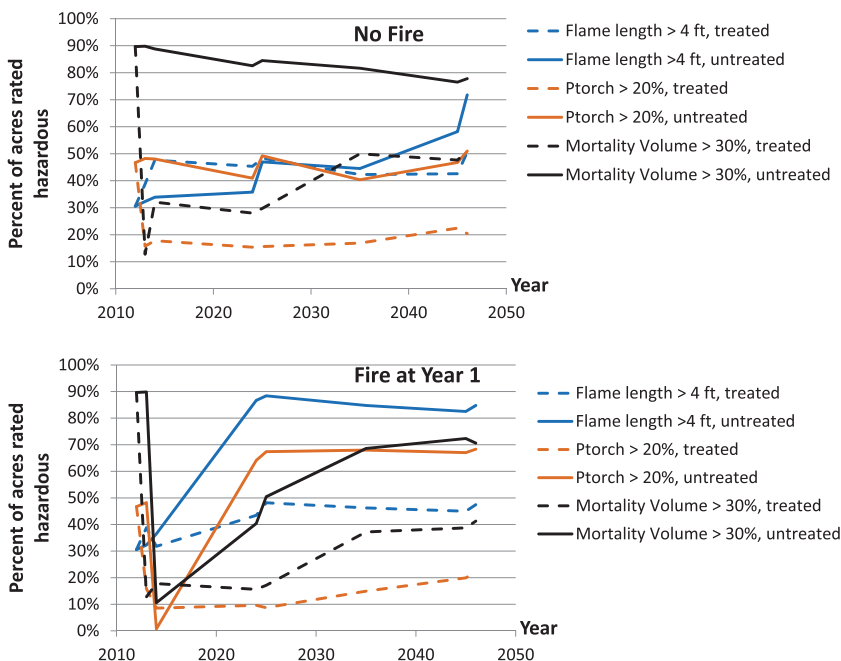 No Fire
100%
90%
80%
70%
60%
50%
40%
30%
20%
10%
0%
Percent of acres rated
hazardous
2010 2020 2030 2040 2050
Year
Flame length > 4 ft, treated
Flame length >4 ft, untreated
Ptorch > 20%, treated
Ptorch > 20%, untreated
Mortality Volume > 30%, treated
Mortality Volume > 30%, untreated
Fire at Year 1
100%
90%
80%
70%
60%
50%
40%
30%
20%
10%
0%
Percent of acres rated
hazardous
2010 2020 2030 2040 2050
Year
Flame length > 4 ft, treated
Flame length >4 ft, untreated
Ptorch > 20%, treated
Ptorch > 20%, untreated
Mortality Volume > 30%, treated
Mortality Volume > 30%, untreated